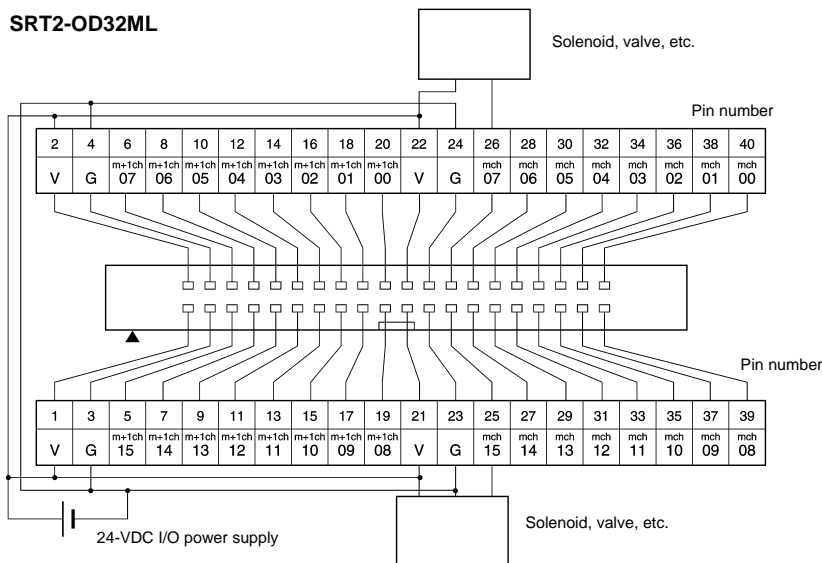 SRT2-OD32ML
Solenoid, valve, etc.
Pin number
2 4 6 8 10 12 14 16 18 20 22 24 26 28 30 32 34 36 38 40
V G m+1ch 07 m+1ch 06 m+1ch 05 m+1ch 04 m+1ch 03 m+1ch 02 m+1ch 01 m+1ch 00 V G mch 07 mch 06 mch 05 mch 04 mch 03 mch 02 mch 01 mch 00
Pin number
1 3 5 7 9 11 13 15 17 19 21 23 25 27 29 31 33 35 37 39
V G m+1ch 15 m+1ch 14 m+1ch 13 m+1ch 12 m+1ch 11 m+1ch 10 m+1ch 09 m+1ch 08 V G mch 15 mch 14 mch 13 mch 12 mch 11 mch 10 mch 09 mch 08
Solenoid, valve, etc.
24-VDC I/O power supply